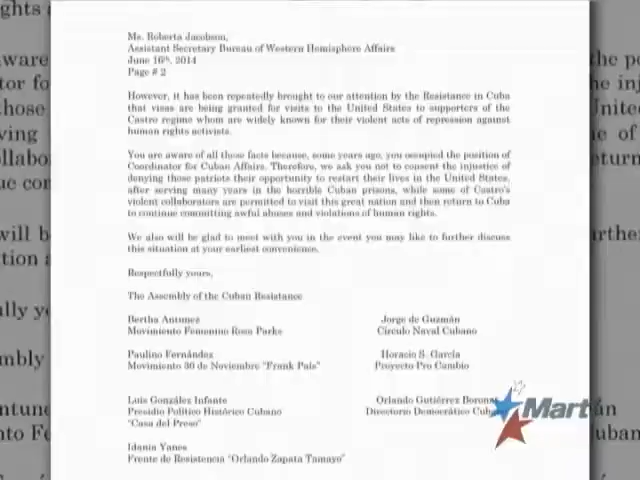 Ms. Roberta Jacobson,
Assistant Secretary Bureau of Western Hemisphere Affairs
June 16th, 2014
Page # 2
However, it has been repeatedly brought to our attention by the Resistance in Cuba
that visas are being granted for visits to the United States to supporters of the
Castro regime whom are widely known for their violent acts of repression against
human rights activists.
You are aware of all those facts because, some years ago, you occupied the position of
Coordinator for Cuban Affairs. Therefore, we ask you not to consent the injustice of
denying those patriots their opportunity to restart their lives in the United States,
after serving many years in the horrible Cuban prisons, while some of Castro's
violent collaborators are permitted to visit this great nation and then return to Cuba
to continue committing awful abuses and violations of human rights.
We also will be glad to meet with you in the event you may like to further discuss
this situation at your earliest convenience.
Respectfully yours,
The Assembly of the Cuban Resistance
Bertha Antunez Jorge de Guzmán
Movimiento Femenino Rosa Parks Círculo Naval Cubano
Paulino Fernández Horacio S. García
Movimiento 30 de Noviembre "Frank País" Proyecto Pro Cambio
Luis González Infante Orlando Gutiérrez Boronat
Presidio Político Histórico Cubano Directorio Democrático Cubano
"Casa del Preso"
Idania Yanes
Frente de Resistencia "Orlando Zapata Tamayo"
Martí